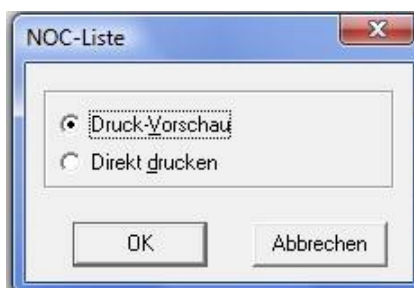 NOC-Liste
Druck-Vorschau
Direkt drucken
OK
Abbrechen